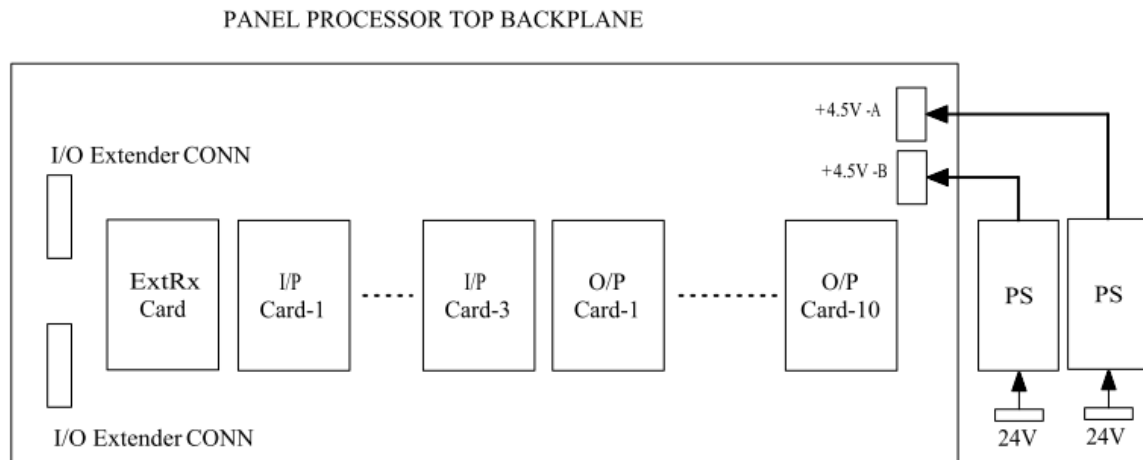 PANEL PROCESSOR TOP BACKPLANE
+4.5V -A
I/O Extender CONN
+4.5V -B
ExtRx
Card
I/P
Card-1
I/P
Card-3
O/P
Card-1
O/P
Card-10
PS
PS
I/O Extender CONN
24V
24V